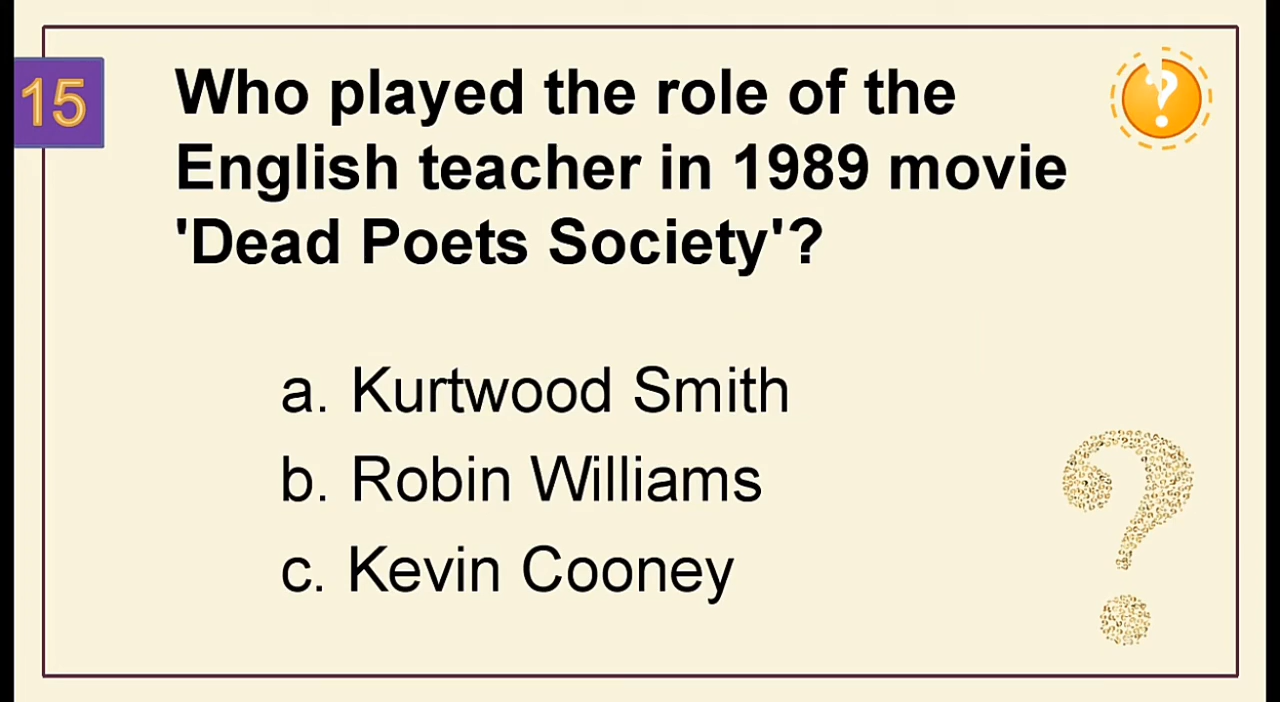 15
Who played the role of the
English teacher in 1989 movie
'Dead Poets Society'?
?
a. Kurtwood Smith
b. Robin Williams
c. Kevin Cooney
?